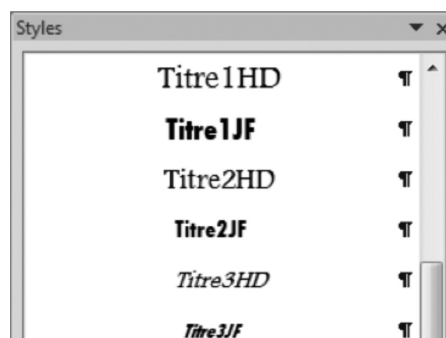 Styles
Titre1HD ¶
Titre1JF ¶
Titre2HD ¶
Titre2JF ¶
Titre3HD ¶
Titre3JF ¶